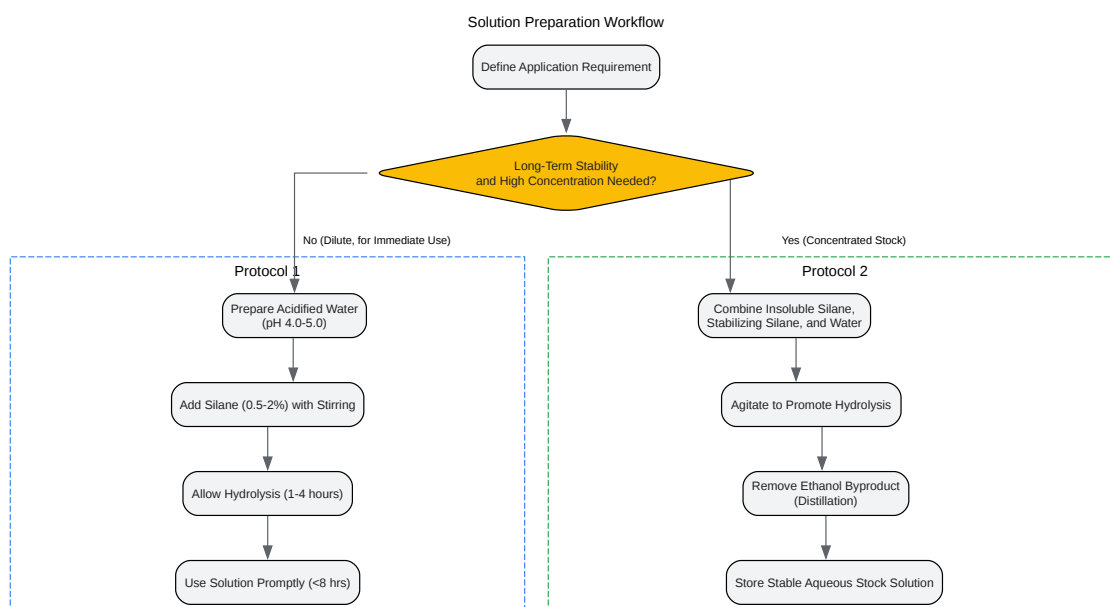 Solution Preparation Workflow
Define Application Requirement
Long-Term Stability
and High Concentration Needed?
No (Dilute, for Immediate Use)
Yes (Concentrated Stock)
Protocol 1
Prepare Acidified Water
(pH 4.0-5.0)
Add Silane (0.5-2%) with Stirring
Allow Hydrolysis (1-4 hours)
Use Solution Promptly (<8 hrs)
Protocol 2
Combine Insoluble Silane,
Stabilizing Silane, and Water
Agitate to Promote Hydrolysis
Remove Ethanol Byproduct
(Distillation)
Store Stable Aqueous Stock Solution